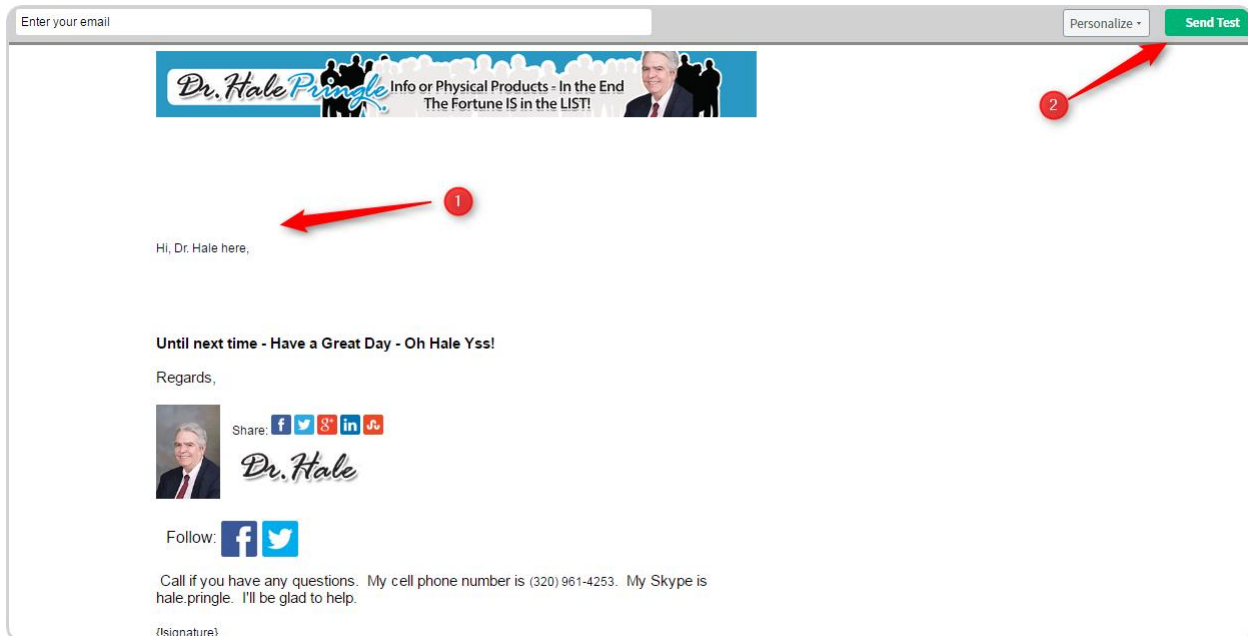 Enter your email
Personalize
Send Test
Dr. Hale Pringle
Info or Physical Products - In the End
The Fortune IS in the LIST!
2
1
Hi, Dr. Hale here,
Until next time - Have a Great Day - Oh Hale Yss!
Regards,
Share: f g+ in
Dr. Hale
Follow: f
Call if you have any questions. My cell phone number is (320) 961-4253. My Skype is
hale.pringle. I'll be glad to help.
{!signature}